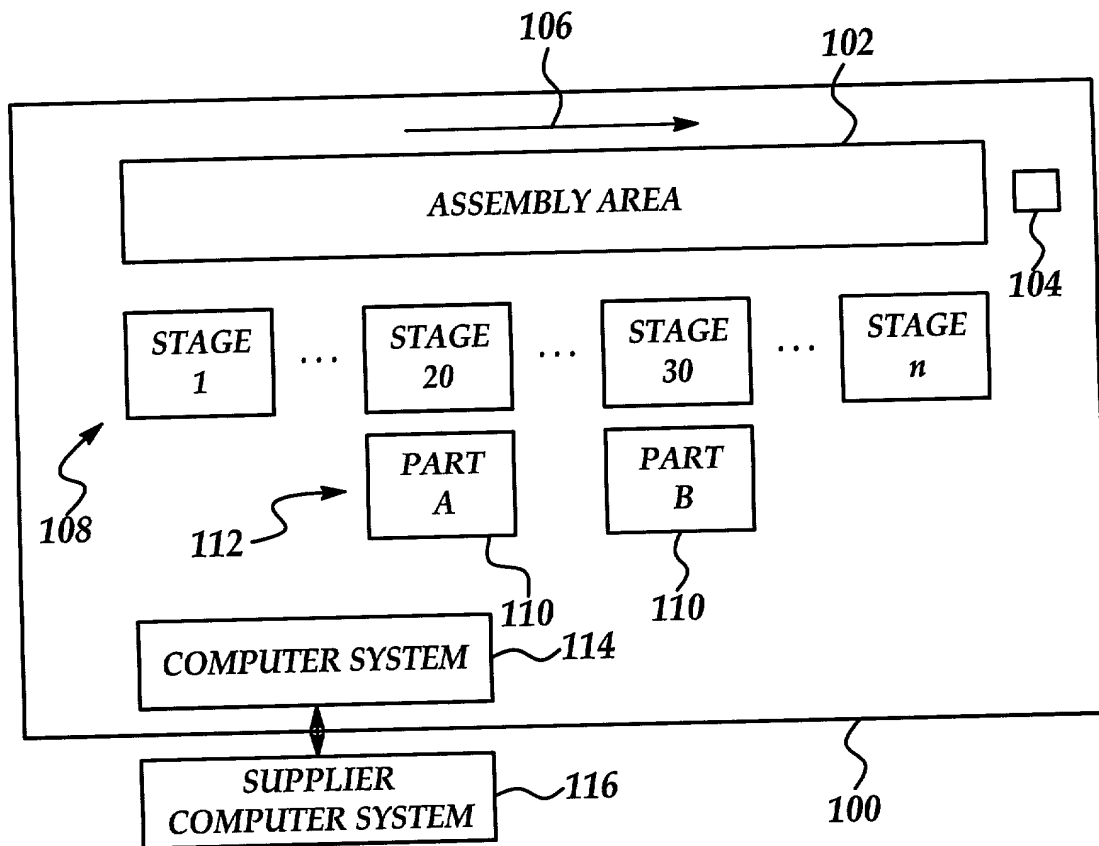 106
102
ASSEMBLY AREA
104
STAGE
1
...
STAGE
20
...
STAGE
30
...
STAGE
n
108
112
PART
A
PART
B
110
110
COMPUTER SYSTEM
114
SUPPLIER
COMPUTER SYSTEM
116
100